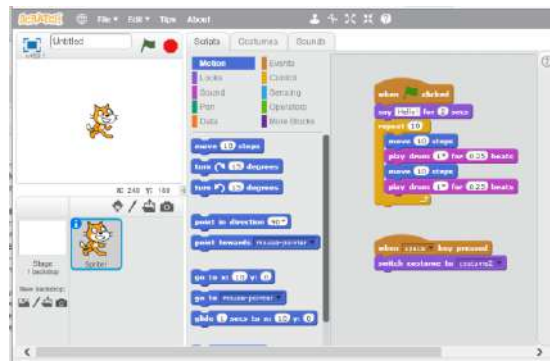 SCRATCH File Edit Tips About
Untitled
Scripts Costumes Sounds
Motion Events
Looks Control
Sound Sensing
Pen Operators
Data More Blocks
move 10 steps
turn 15 degrees
turn 15 degrees
point in direction 90
point towards mouse-pointer
go to x: 10 y: 0
go to mouse-pointer
glide 1 secs to x: 10 y: 0
X: 240 Y: 180
Stage
1 backdrop
New backdrop:
Sprite1
when clicked
say Hello! for 2 secs
repeat 10
move 10 steps
play drum 1 for 0.25 beats
move 10 steps
play drum 1 for 0.25 beats
when space key pressed
switch costume to costume2